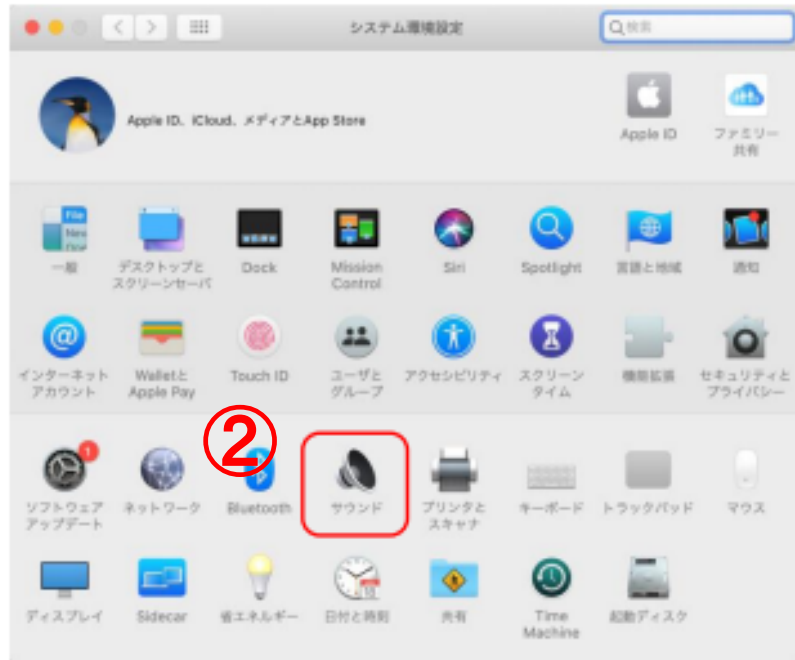 システム環境設定
検索
Apple ID、iCloud、メディアとApp Store
Apple ID
ファミリー
共有
File
New
一般
デスクトップと
スクリーンセーバ
Dock
Mission
Control
Siri
Spotlight
言語と地域
通知
インターネット
アカウント
Walletと
Apple Pay
Touch ID
ユーザと
グループ
アクセシビリティ
スクリーン
タイム
機能拡張
セキュリティと
プライバシー
②
1
ソフトウェア
アップデート
ネットワーク
Bluetooth
サウンド
プリンタと
スキャナ
キーボード
トラックパッド
マウス
ディスプレイ
Sidecar
省エネルギー
日付と時刻
共有
Time
Machine
起動ディスク